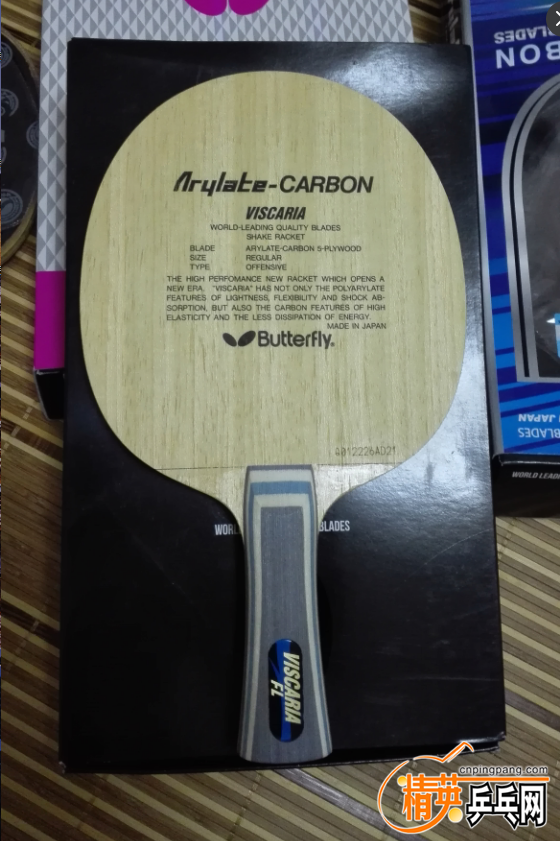 BON
BLADES
Arylate-CARBON
VISCARIA
WORLD-LEADING QUALITY BLADES
SHAKE RACKET
BLADE ARYLATE-CARBON 5-PLYWOOD
SIZE REGULAR
TYPE OFFENSIVE
THE HIGH PERFOMANCE NEW RACKET WHICH OPENS A
NEW ERA. "VISCARIA" HAS NOT ONLY THE POLYARYLATE
FEATURES OF LIGHTNESS, FLEXIBILITY AND SHOCK AB-
SORPTION, BUT ALSO THE CARBON FEATURES OF HIGH
ELASTICITY AND THE LESS DISSIPATION OF ENERGY.
MADE IN JAPAN
Butterfly®
JAPAN
BLADES
WORLD LEADE
WORL BLADES
VISCARIA
FL
cnpingpang.com
精英乒乓网